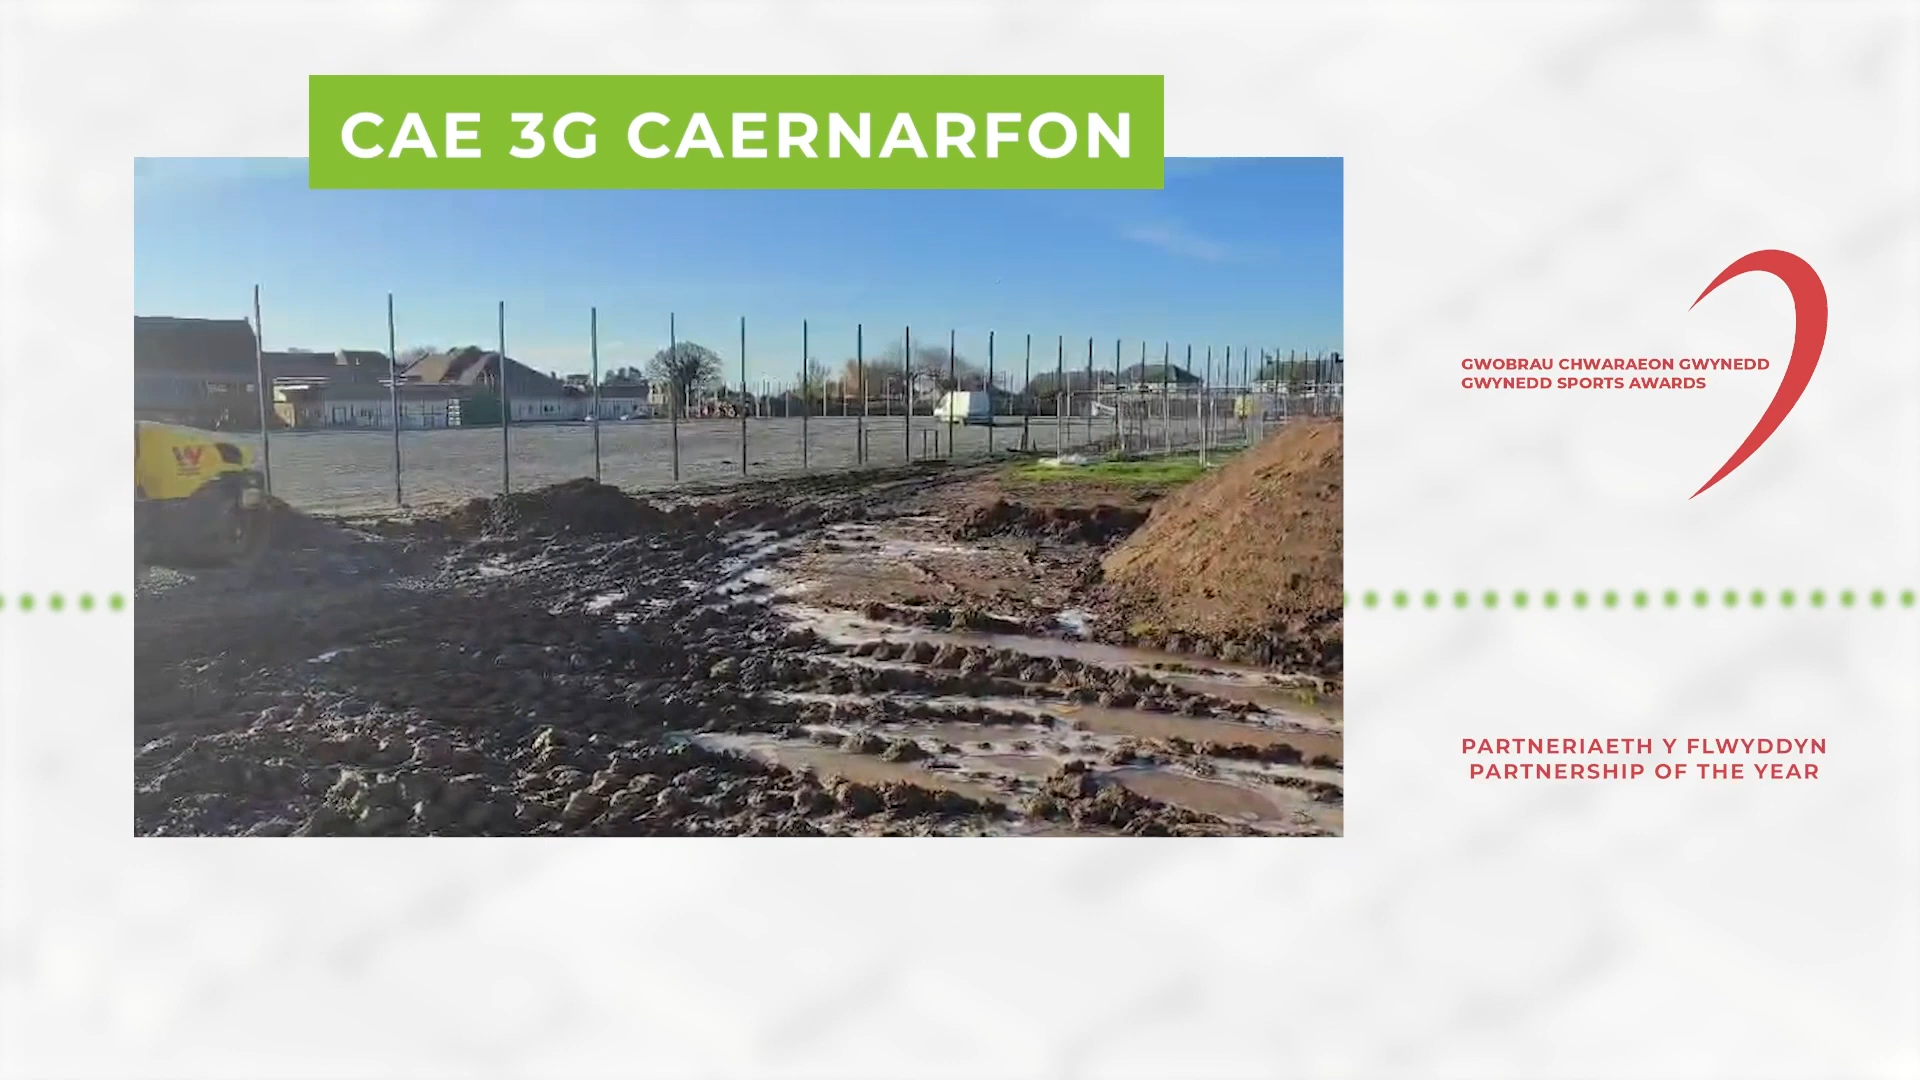 CAE 3G CAERNARFON
GWOBRAU CHWARAEON GWYNEDD
GWYNEDD SPORTS AWARDS
PARTNERIAETH Y FLWYDDYN
PARTNERSHIP OF THE YEAR